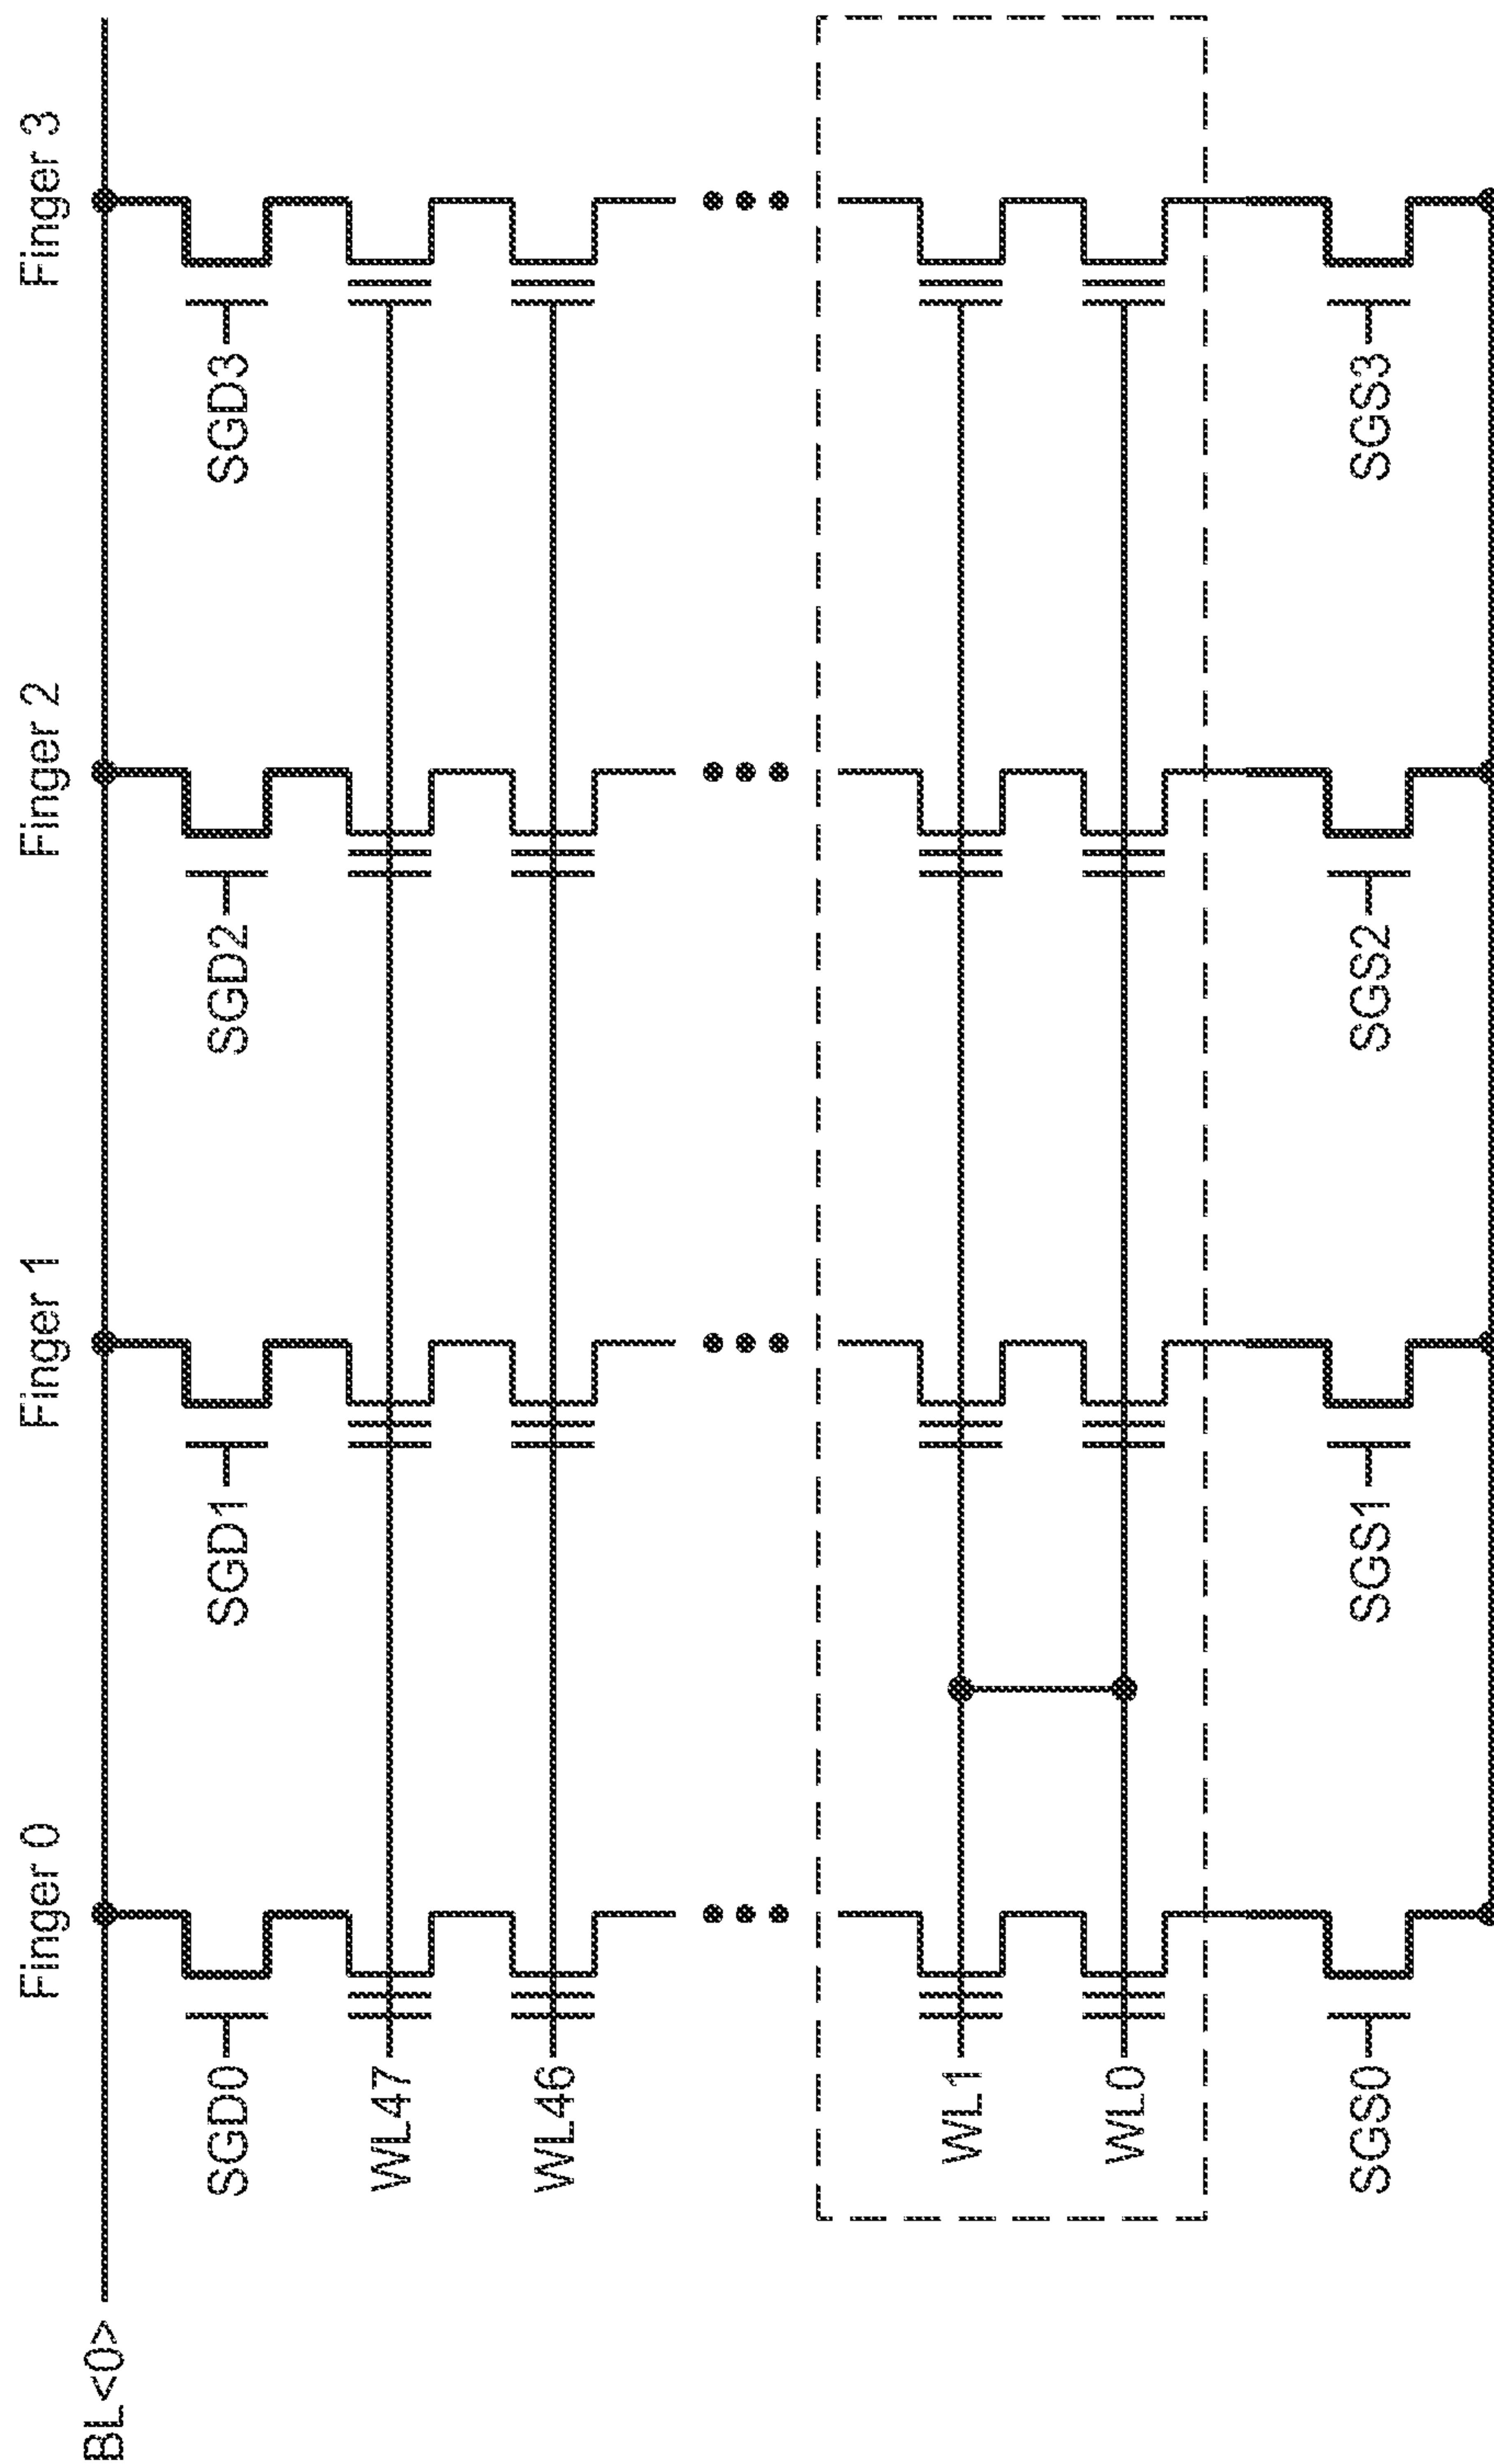 Finger 0
Finger 1
Finger 2
Finger 3
BL<0>
SGD0
SGD1
SGD2
SGD3
WL47
WL46
WL1
WL0
SGS0
SGS1
SGS2
SGS3